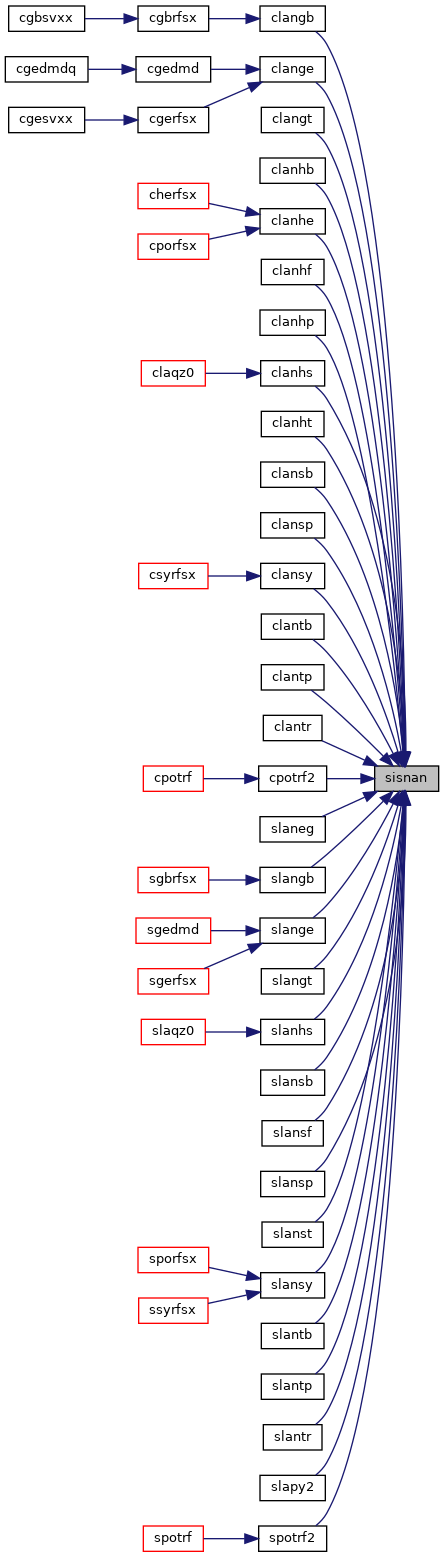 cgbsvxx cgbrfsx clangb
cgedmdq cgedmd clange
cgesvxx cgerfsx clangt
clanhb
cherfsx clanhe
cporfsx
clanhf
clanhp
claqz0 clanhs
clanht
clansb
clansp
csyrfsx clansy
clantb
clantp
clantr
cpotrf cpotrf2 sisnan
slaneg
sgbrfsx slangb
sgedmd slange
sgerfsx slangt
slaqz0 slanhs
slansb
slansf
slansp
slanst
sporfsx slansy
ssyrfsx
slantb
slantp
slantr
slapy2
spotrf spotrf2